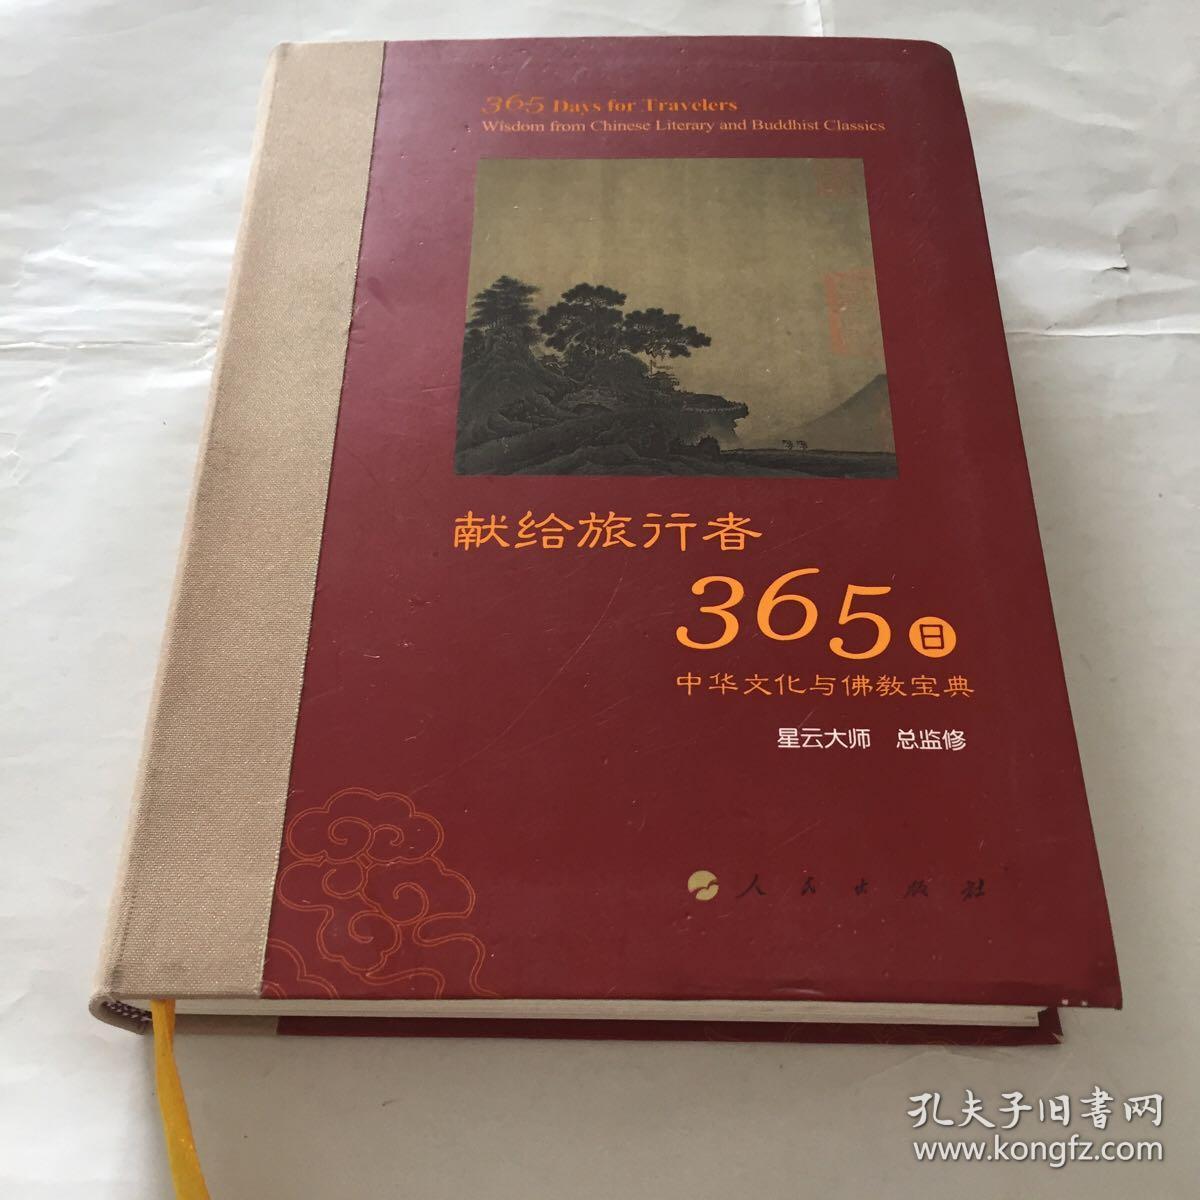 365 Days for Travelers
Wisdom from Chinese Literary and Buddhist Classics
献给旅行者
365日
中华文化与佛教宝典
星云大师 总监修
人民出版社
孔夫子旧书网
www.kongfz.com